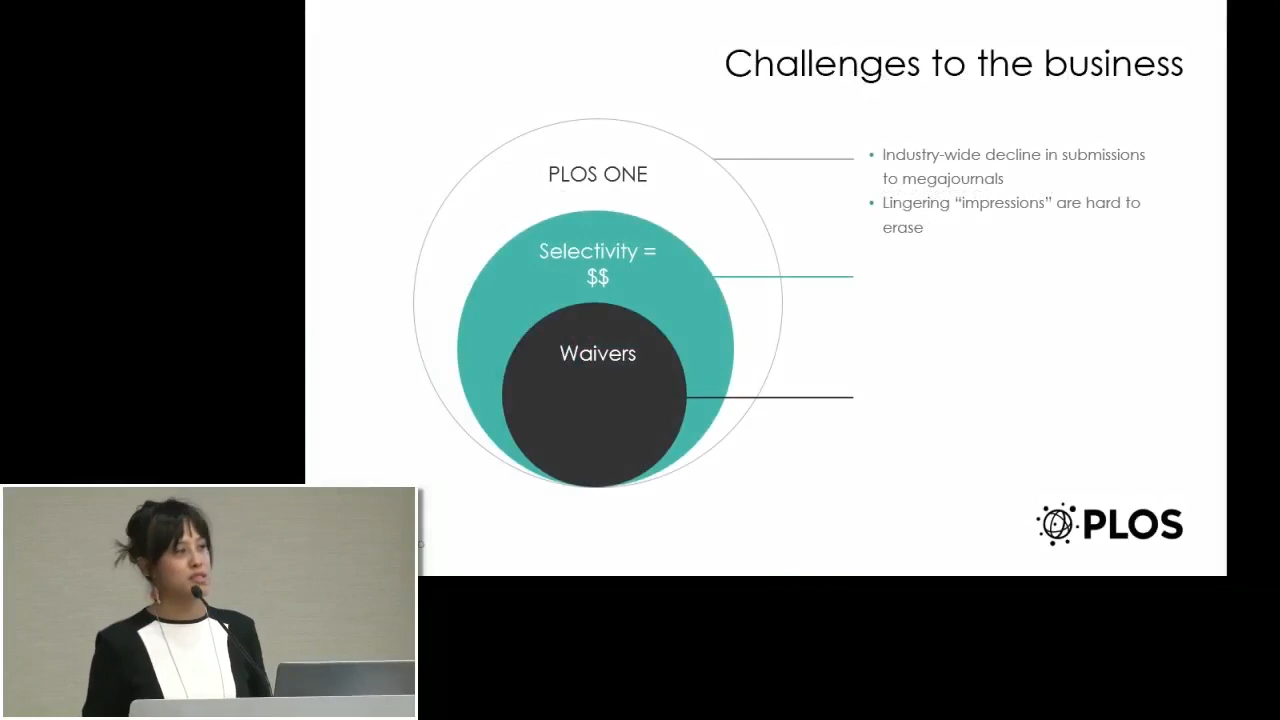 Challenges to the business
PLOS ONE
Selectivity =
$$
Waivers
• Industry-wide decline in submissions
to megajournals
• Lingering “impressions” are hard to
erase
PLOS